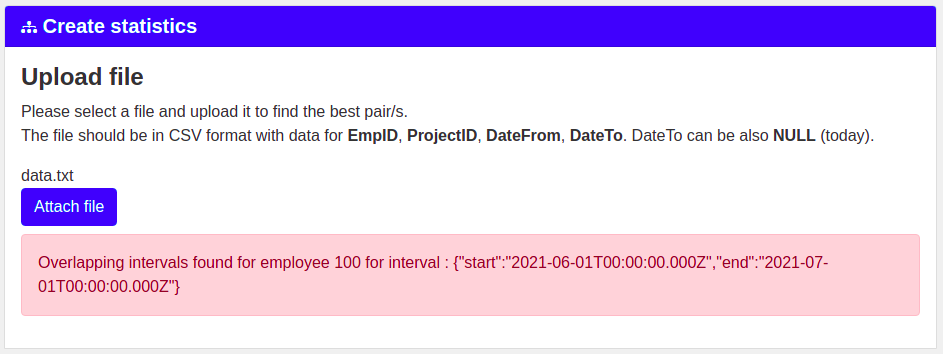 Create statistics
Upload file
Please select a file and upload it to find the best pair/s.
The file should be in CSV format with data for EmpID, ProjectID, DateFrom, DateTo. DateTo can be also NULL (today).
data.txt
Attach file
Overlapping intervals found for employee 100 for interval : {"start":"2021-06-01T00:00:00.000Z","end":"2021-07-
01T00:00:00.000Z"}